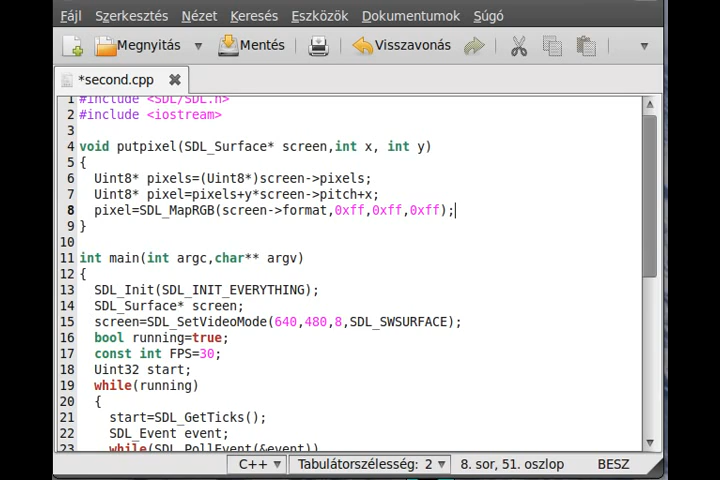 Fájl Szerkesztés Nézet Keresés Eszközök Dokumentumok Súgó
Megnyitás Mentés Visszavonás
*second.cpp
1 #include <SDL/SDL.h>
2 #include <iostream>
3
4 void putpixel(SDL_Surface* screen,int x, int y)
5 {
6 Uint8* pixels=(Uint8*)screen->pixels;
7 Uint8* pixel=pixels+y*screen->pitch+x;
8 pixel=SDL_MapRGB(screen->format,0xff,0xff,0xff);
9 }
10
11 int main(int argc,char** argv)
12 {
13 SDL_Init(SDL_INIT_EVERYTHING);
14 SDL_Surface* screen;
15 screen=SDL_SetVideoMode(640,480,8,SDL_SWSURFACE);
16 bool running=true;
17 const int FPS=30;
18 Uint32 start;
19 while(running)
20 {
21 start=SDL_GetTicks();
22 SDL_Event event;
23 while(SDL_PollEvent(&event))
C++ Tabulátorszélesség: 2 8. sor, 51. oszlop BESZ